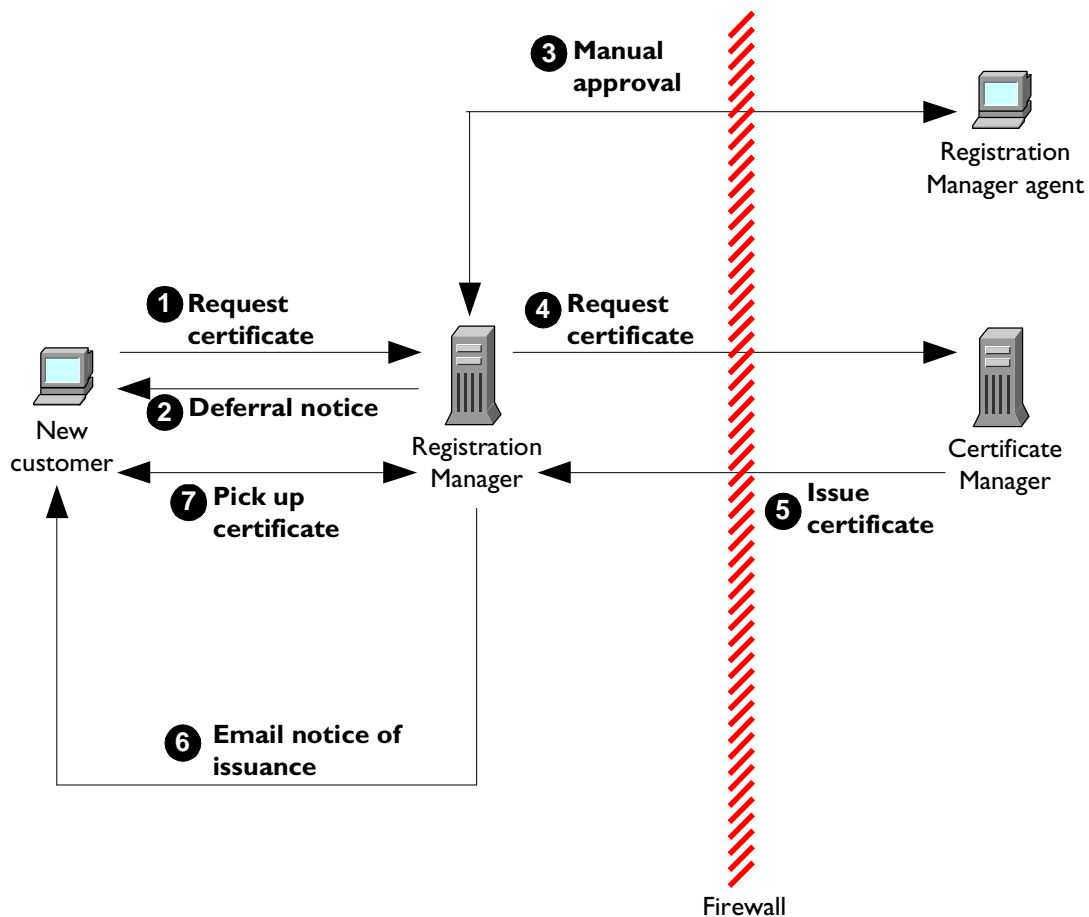 3 Manual
approval
Registration
Manager agent
1 Request
certificate
4 Request
certificate
2 Deferral notice
New
customer
Registration
Manager
Certificate
Manager
7 Pick up
certificate
5 Issue
certificate
6 Email notice of
issuance
Firewall